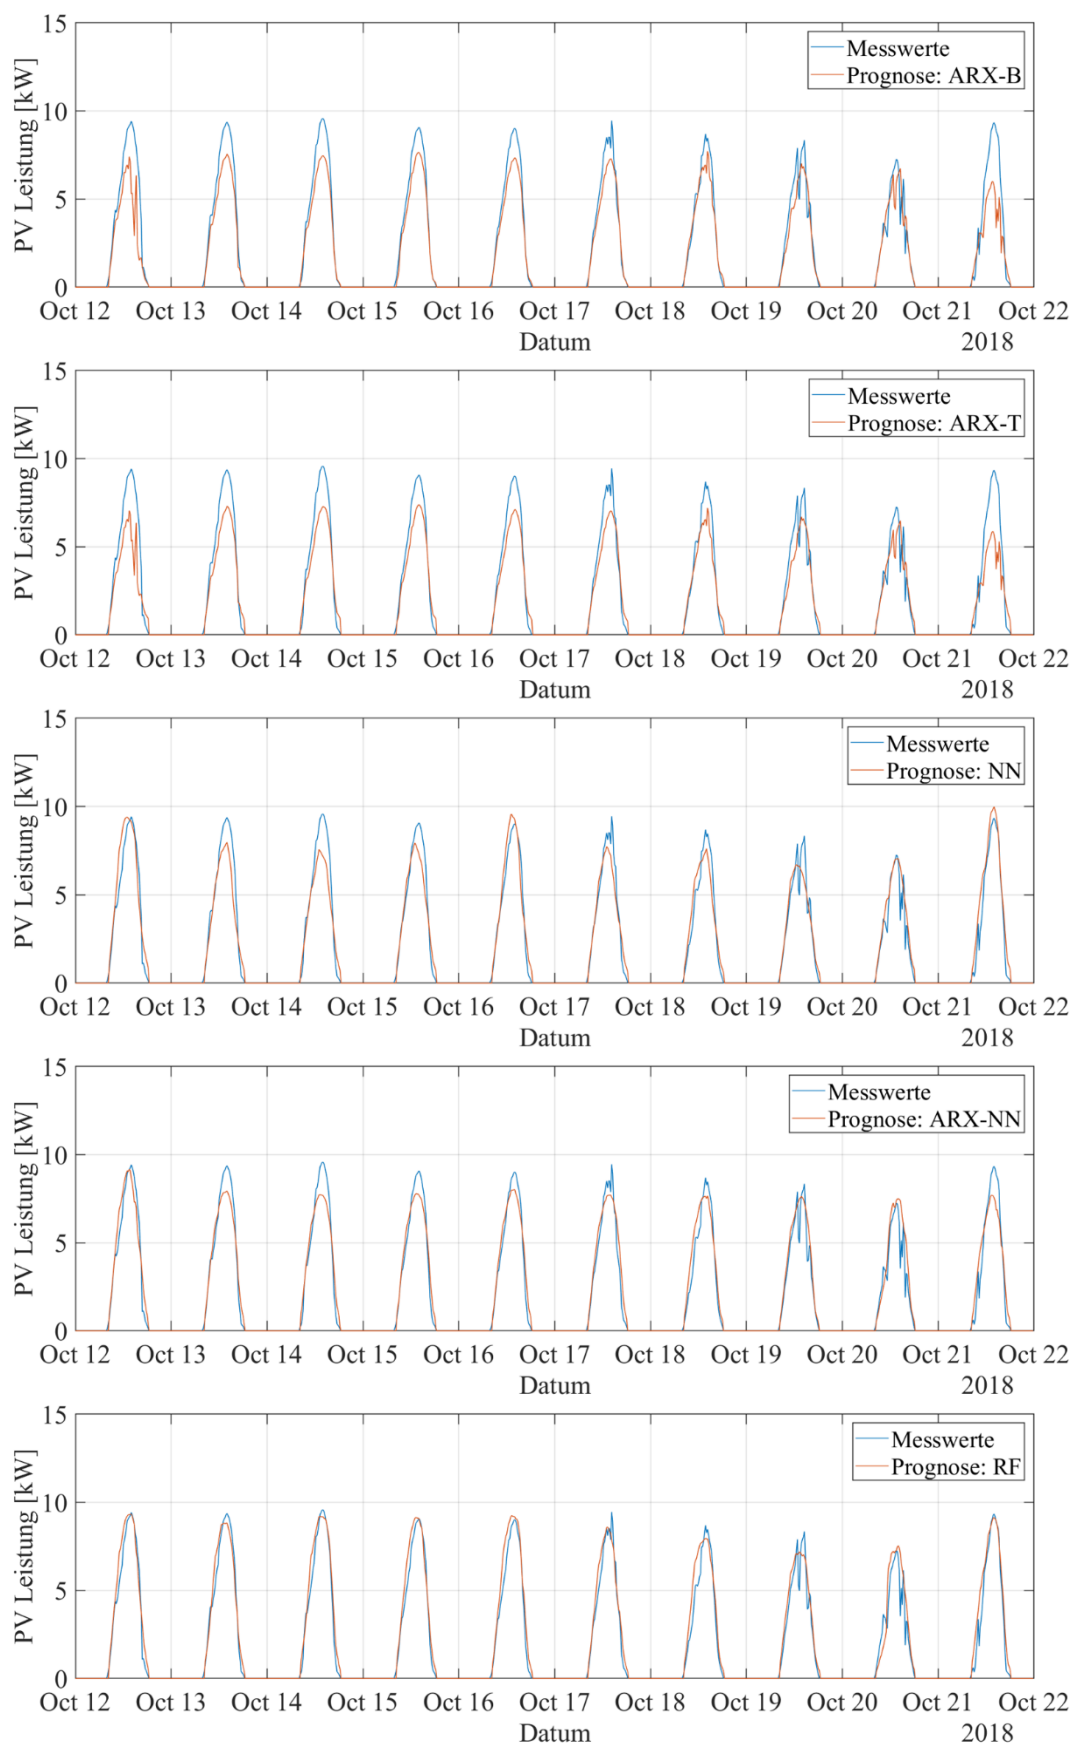 15
Messwerte
Prognose: ARX-B
10
5
0
PV Leistung [kW]
Oct 12 Oct 13 Oct 14 Oct 15 Oct 16 Oct 17 Oct 18 Oct 19 Oct 20 Oct 21 Oct 22
Datum 2018
15
Messwerte
Prognose: ARX-T
10
5
0
PV Leistung [kW]
Oct 12 Oct 13 Oct 14 Oct 15 Oct 16 Oct 17 Oct 18 Oct 19 Oct 20 Oct 21 Oct 22
Datum 2018
15
Messwerte
Prognose: NN
10
5
0
PV Leistung [kW]
Oct 12 Oct 13 Oct 14 Oct 15 Oct 16 Oct 17 Oct 18 Oct 19 Oct 20 Oct 21 Oct 22
Datum 2018
15
Messwerte
Prognose: ARX-NN
10
5
0
PV Leistung [kW]
Oct 12 Oct 13 Oct 14 Oct 15 Oct 16 Oct 17 Oct 18 Oct 19 Oct 20 Oct 21 Oct 22
Datum 2018
15
Messwerte
Prognose: RF
10
5
0
PV Leistung [kW]
Oct 12 Oct 13 Oct 14 Oct 15 Oct 16 Oct 17 Oct 18 Oct 19 Oct 20 Oct 21 Oct 22
Datum 2018